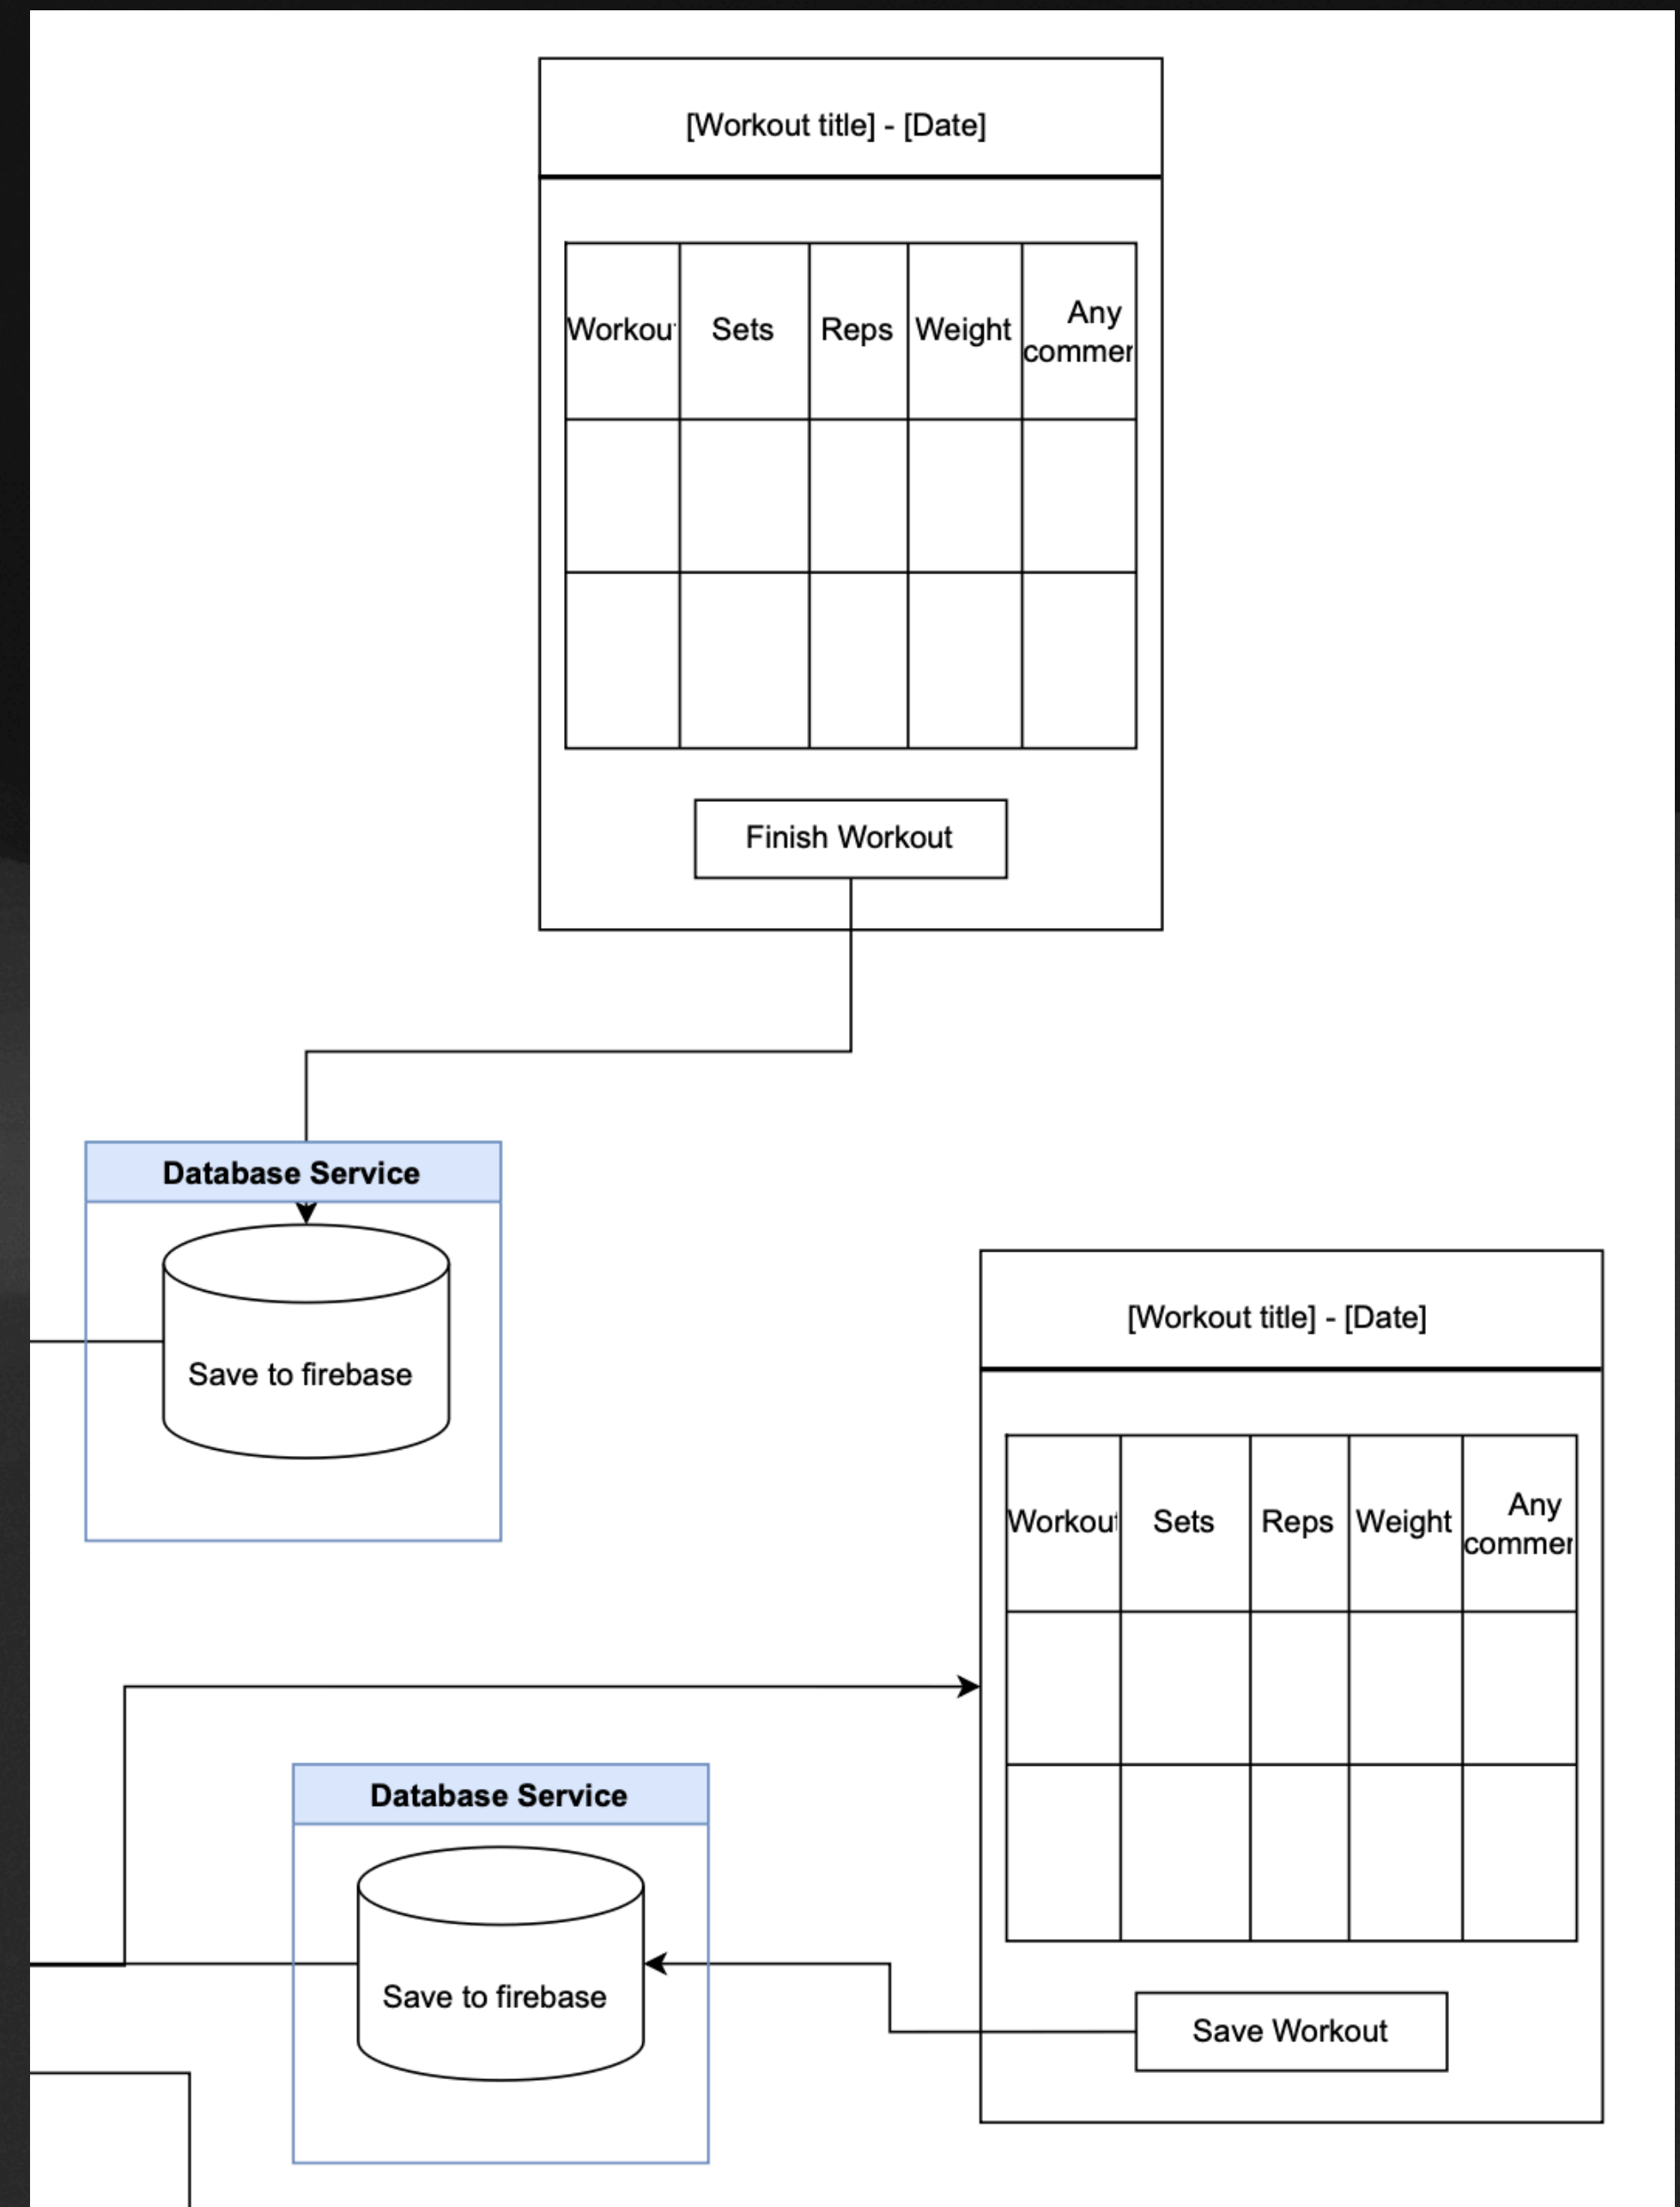 [Workout title] - [Date]
Workou
Sets
Reps
Weight
Any
commer
Finish Workout
Database Service
Save to firebase
[Workout title] - [Date]
Workout
Sets
Reps
Weight
Any
commer
Database Service
Save to firebase
Save Workout